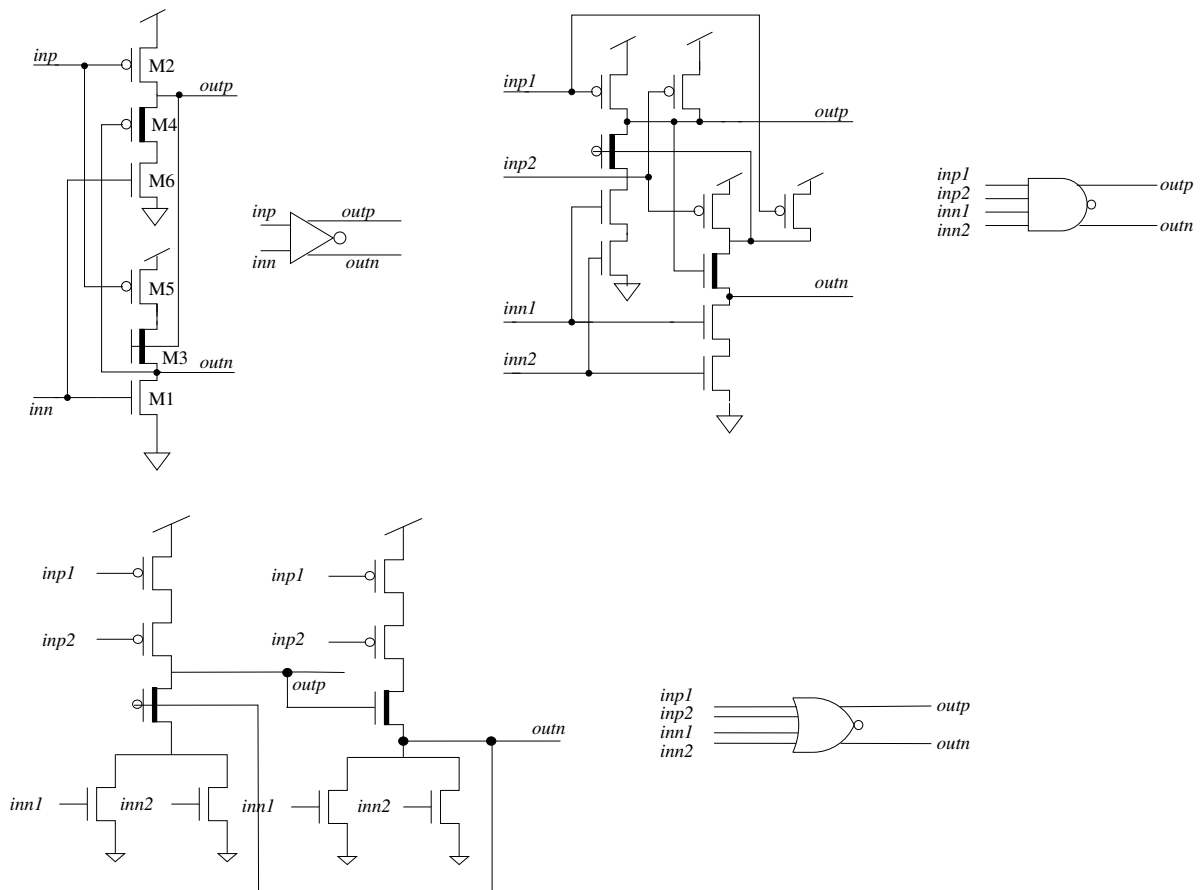 inp
M2
outp
M4
M6
M5
M3
outn
inn
M1
inp
outp
inn
outn
inp1
outp
inp2
outn
inn1
inn2
inp1
inp2
inn1
inn2
outp
outn
inp1
inp2
outp
inn1
inn2
inp1
inp2
outn
inn1
inn2
inp1
inp2
inn1
inn2
outp
outn